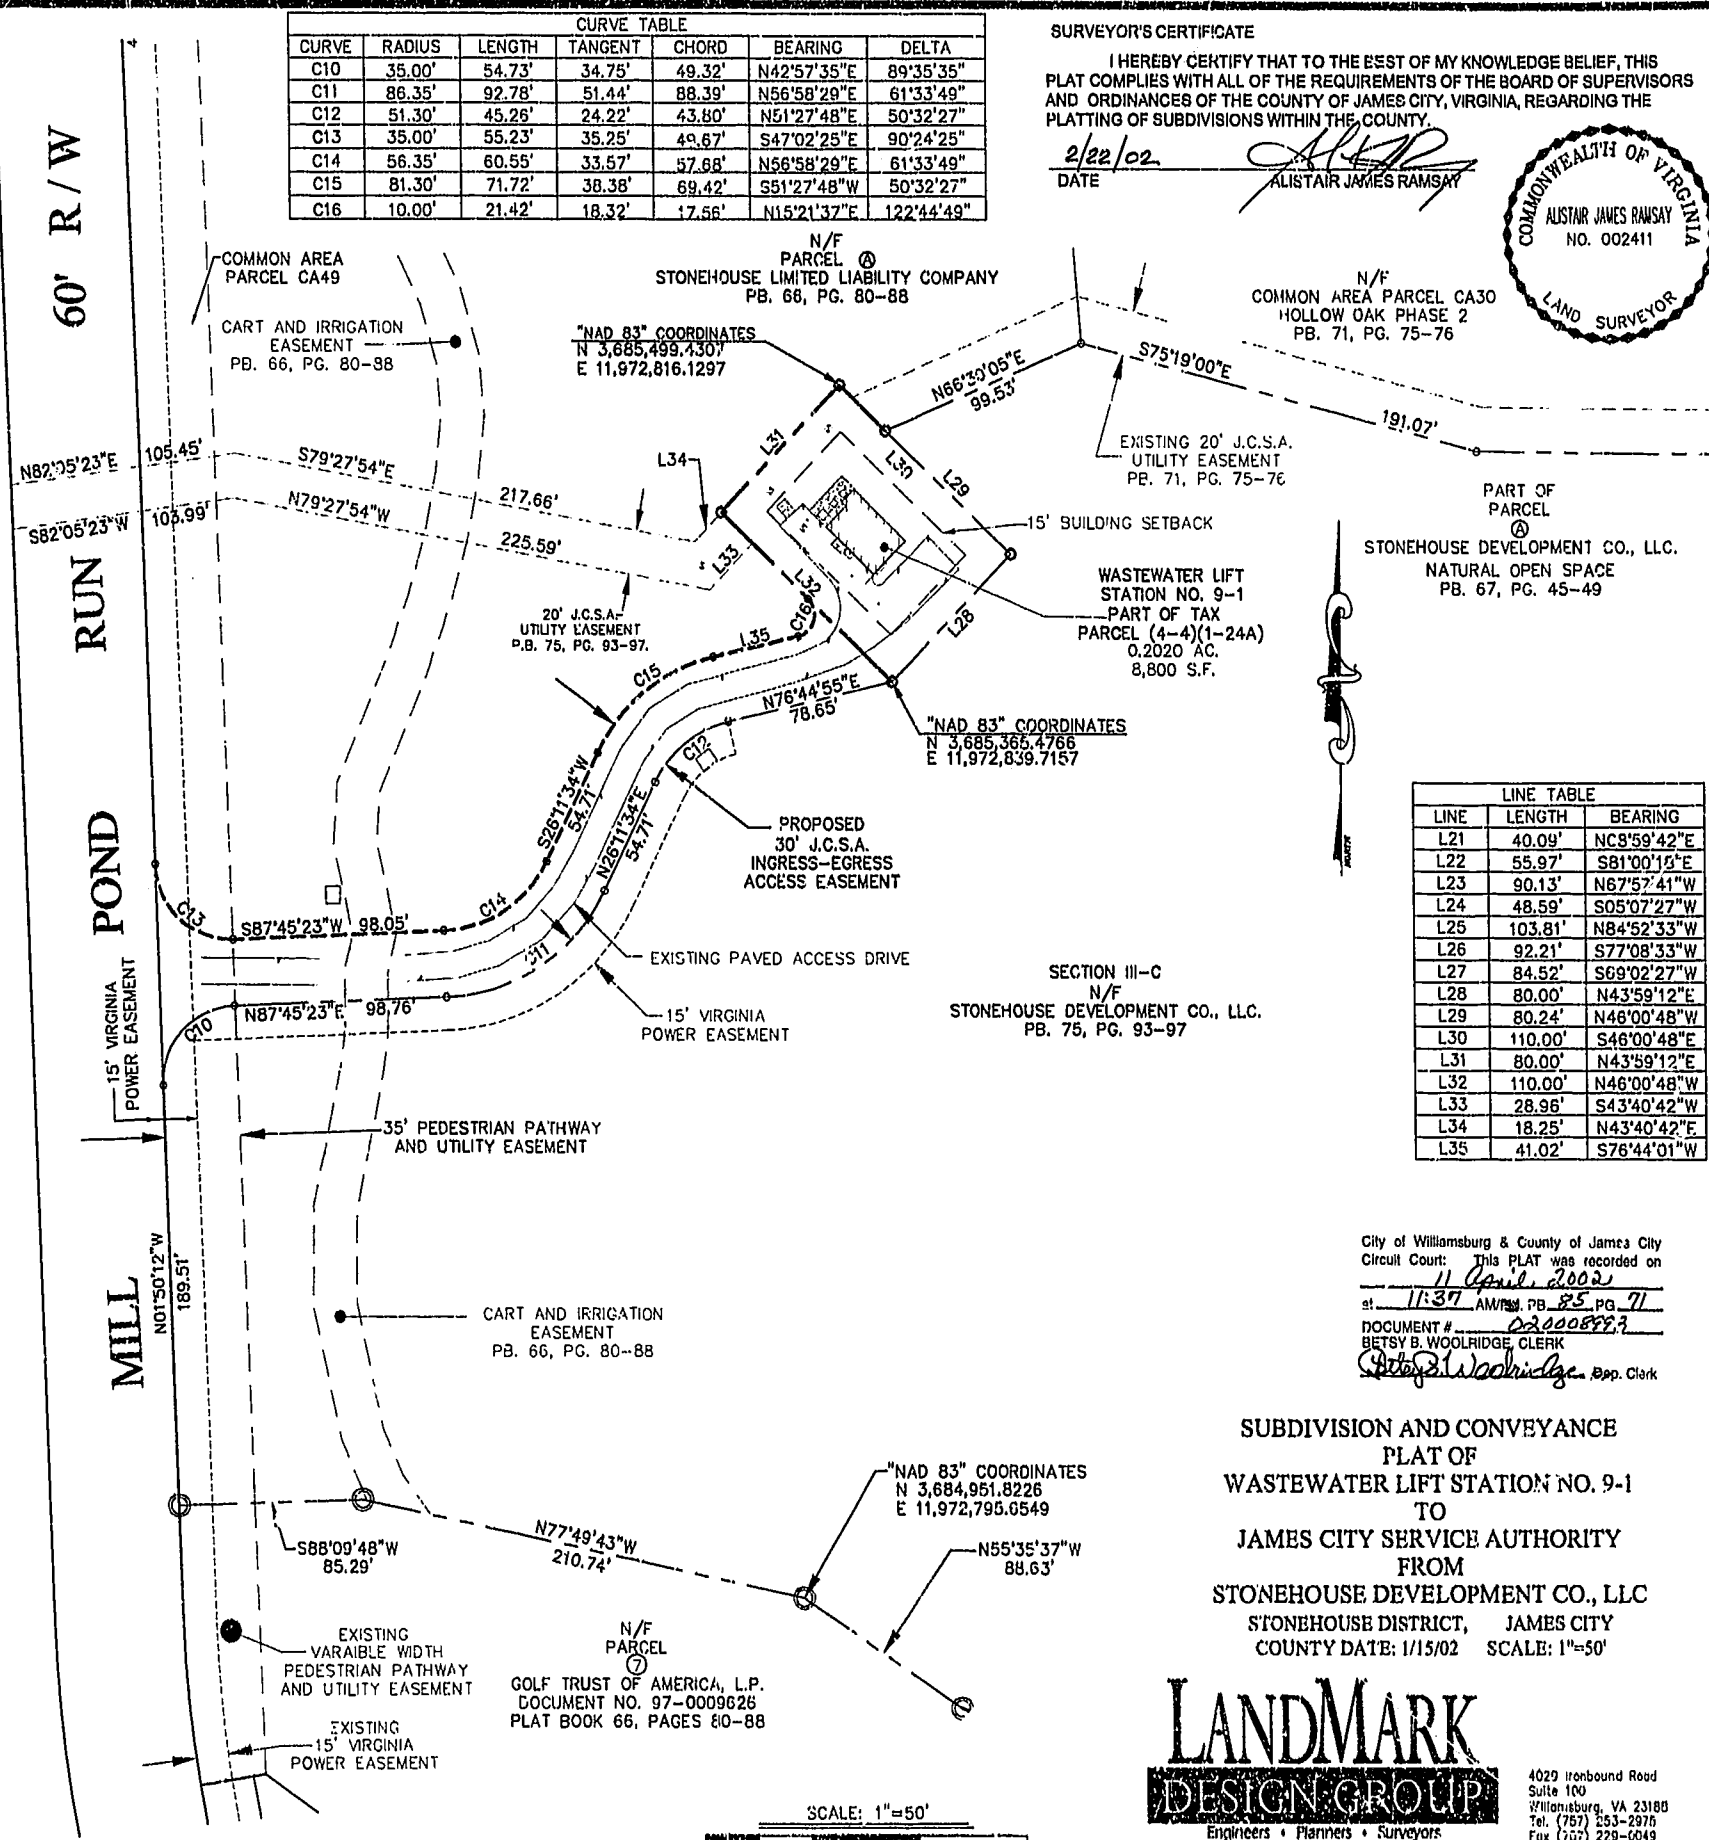 CURVE TABLE
CURVE RADIUS LENGTH TANGENT CHORD BEARING DELTA
C10 35.00' 54.73' 34.75' 49.32' N42°57'35"E 89°35'35"
C11 86.35' 92.78' 51.44' 88.39' N56°58'29"E 61°33'49"
C12 51.30' 45.26' 24.22' 43.80' N51°27'48"E 50°32'27"
C13 35.00' 55.23' 35.25' 49.67' S47°02'25"E 90°24'25"
C14 56.35' 60.55' 33.57' 57.68' N56°58'29"E 61°33'49"
C15 81.30' 71.72' 38.38' 69.42' S51°27'48"W 50°32'27"
C16 10.00' 21.42' 18.32' 17.56' N15°21'37"E 122°44'49"
SURVEYOR'S CERTIFICATE
I HEREBY CERTIFY THAT TO THE BEST OF MY KNOWLEDGE BELIEF, THIS
PLAT COMPLIES WITH ALL OF THE REQUIREMENTS OF THE BOARD OF SUPERVISORS
AND ORDINANCES OF THE COUNTY OF JAMES CITY, VIRGINIA, REGARDING THE
PLATTING OF SUBDIVISIONS WITHIN THE COUNTY.
2/22/02
DATE ALISTAIR JAMES RAMSAY
COMMONWEALTH OF VIRGINIA
ALISTAIR JAMES RAMSAY
NO. 002411
LAND SURVEYOR
MILL POND RUN 60' R/W
COMMON AREA
PARCEL CA49
CART AND IRRIGATION
EASEMENT
PB. 66, PG. 80-88
N/F
PARCEL Ⓐ
STONEHOUSE LIMITED LIABILITY COMPANY
PB. 66, PG. 80-88
"NAD 83" COORDINATES
N 3,685,499.4307
E 11,972,816.1297
N/F
COMMON AREA PARCEL CA30
HOLLOW OAK PHASE 2
PB. 71, PG. 75-76
N66°30'05"E
99.53'
S75°19'00"E
191.07'
EXISTING 20' J.C.S.A.
UTILITY EASEMENT
PB. 71, PG. 75-76
L31
L34
L30
L29
L33
L32
L28
L35
C16
C15
C12
15' BUILDING SETBACK
PART OF
PARCEL
Ⓐ
STONEHOUSE DEVELOPMENT CO., LLC.
NATURAL OPEN SPACE
PB. 67, PG. 45-49
N82°05'23"E 105.45'
S79°27'54"E
217.66'
S82°05'23"W 103.99'
N79°27'54"W
225.59'
20' J.C.S.A.
UTILITY EASEMENT
P.B. 75, PG. 93-97.
WASTEWATER LIFT
STATION NO. 9-1
PART OF TAX
PARCEL (4-4)(1-24A)
0.2020 AC.
8,800 S.F.
N76°44'55"E
78.65'
"NAD 83" COORDINATES
N 3,685,365.4766
E 11,972,839.7157
S26°11'34"W
54.71'
N26°11'34"E
54.71'
PROPOSED
30' J.C.S.A.
INGRESS-EGRESS
ACCESS EASEMENT
NORTH
LINE TABLE
LINE LENGTH BEARING
L21 40.09' N08°59'42"E
L22 55.97' S81°00'18"E
L23 90.13' N67°57'41"W
L24 48.59' S05°07'27"W
L25 103.81' N84°52'33"W
L26 92.21' S77°08'33"W
L27 84.52' S69°02'27"W
L28 80.00' N43°59'12"E
L29 80.24' N46°00'48"W
L30 110.00' S46°00'48"E
L31 80.00' N43°59'12"E
L32 110.00' N46°00'48"W
L33 28.96' S43°40'42"W
L34 18.25' N43°40'42"E
L35 41.02' S76°44'01"W
C13
S87°45'23"W 98.05'
C14
C11
C10
N87°45'23"E 98.76'
EXISTING PAVED ACCESS DRIVE
15' VIRGINIA
POWER EASEMENT
15' VIRGINIA
POWER EASEMENT
SECTION III-C
N/F
STONEHOUSE DEVELOPMENT CO., LLC.
PB. 75, PG. 93-97
35' PEDESTRIAN PATHWAY
AND UTILITY EASEMENT
N01°50'12"W
189.51'
CART AND IRRIGATION
EASEMENT
PB. 66, PG. 80-88
City of Williamsburg & County of James City
Circuit Court: This PLAT was recorded on
11 April, 2002
at 11:37 AM/PM. PB 85 PG 71
DOCUMENT # 020008993
BETSY B. WOOLRIDGE, CLERK
Betsy B. Woolridge Dep. Clerk
S88°09'48"W
85.29'
N77°49'43"W
210.74'
"NAD 83" COORDINATES
N 3,684,951.8226
E 11,972,795.6549
N55°35'37"W
88.63'
EXISTING
VARAIBLE WIDTH
PEDESTRIAN PATHWAY
AND UTILITY EASEMENT
EXISTING
15' VIRGINIA
POWER EASEMENT
N/F
PARCEL
⑦
GOLF TRUST OF AMERICA, L.P.
DOCUMENT NO. 97-0009626
PLAT BOOK 66, PAGES 80-88
SUBDIVISION AND CONVEYANCE
PLAT OF
WASTEWATER LIFT STATION NO. 9-1
TO
JAMES CITY SERVICE AUTHORITY
FROM
STONEHOUSE DEVELOPMENT CO., LLC
STONEHOUSE DISTRICT, JAMES CITY
COUNTY DATE: 1/15/02 SCALE: 1"=50'
LANDMARK
DESIGN GROUP
Engineers • Planners • Surveyors
4029 Ironbound Road
Suite 100
Williamsburg, VA 23188
Tel. (757) 253-2975
Fax (757) 229-0049
SCALE: 1"=50'